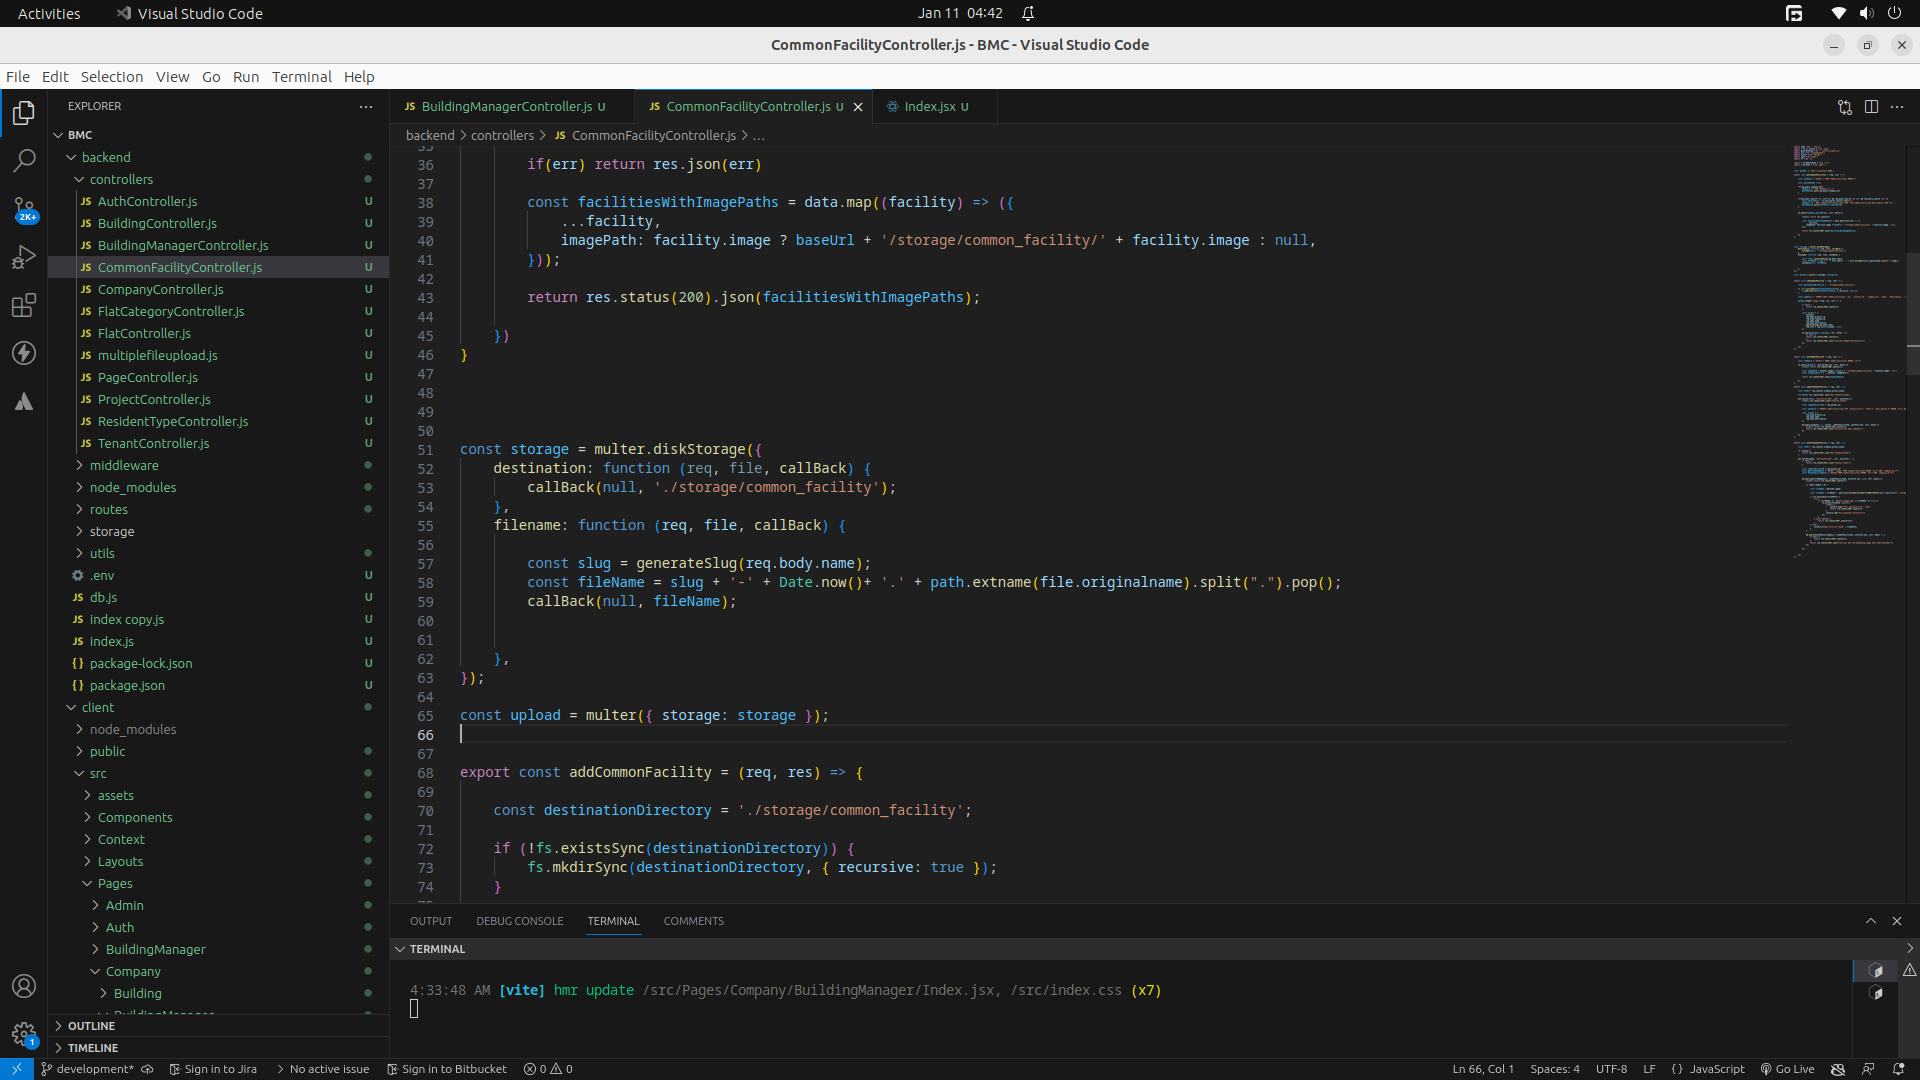 Activities
Visual Studio Code
Jan 11 04:42
CommonFacilityController.js - BMC - Visual Studio Code
File Edit Selection View Go Run Terminal Help
EXPLORER
BMC
backend
controllers
JS AuthController.js U
JS BuildingController.js U
JS BuildingManagerController.js U
JS CommonFacilityController.js U
JS CompanyController.js U
JS FlatCategoryController.js U
JS FlatController.js U
JS multiplefileupload.js U
JS PageController.js U
JS ProjectController.js U
JS ResidentTypeController.js U
JS TenantController.js U
middleware
node_modules
routes
storage
utils
.env U
JS db.js U
JS index copy.js U
JS index.js U
{} package-lock.json U
{} package.json U
client
node_modules
public
src
assets
Components
Context
Layouts
Pages
Admin
Auth
BuildingManager
Company
Building
OUTLINE
TIMELINE
2K+
1
JS BuildingManagerController.js U
JS CommonFacilityController.js U
Index.jsx U
backend > controllers > JS CommonFacilityController.js > ...
36 if(err) return res.json(err)
37
38 const facilitiesWithImagePaths = data.map((facility) => ({
39 ...facility,
40 imagePath: facility.image ? baseUrl + '/storage/common_facility/' + facility.image : null,
41 }));
42
43 return res.status(200).json(facilitiesWithImagePaths);
44
45 })
46 }
47
48
49
50
51 const storage = multer.diskStorage({
52 destination: function (req, file, callBack) {
53 callBack(null, './storage/common_facility');
54 },
55 filename: function (req, file, callBack) {
56
57 const slug = generateSlug(req.body.name);
58 const fileName = slug + '-' + Date.now()+ '.' + path.extname(file.originalname).split(".").pop();
59 callBack(null, fileName);
60
61
62 },
63 });
64
65 const upload = multer({ storage: storage });
66
67
68 export const addCommonFacility = (req, res) => {
69
70 const destinationDirectory = './storage/common_facility';
71
72 if (!fs.existsSync(destinationDirectory)) {
73 fs.mkdirSync(destinationDirectory, { recursive: true });
74 }
OUTPUT DEBUG CONSOLE TERMINAL COMMENTS
TERMINAL
4:33:48 AM [vite] hmr update /src/Pages/Company/BuildingManager/Index.jsx, /src/index.css (x7)
development* Sign in to Jira No active issue Sign in to Bitbucket 0 0
Ln 66, Col 1 Spaces: 4 UTF-8 LF {} JavaScript Go Live